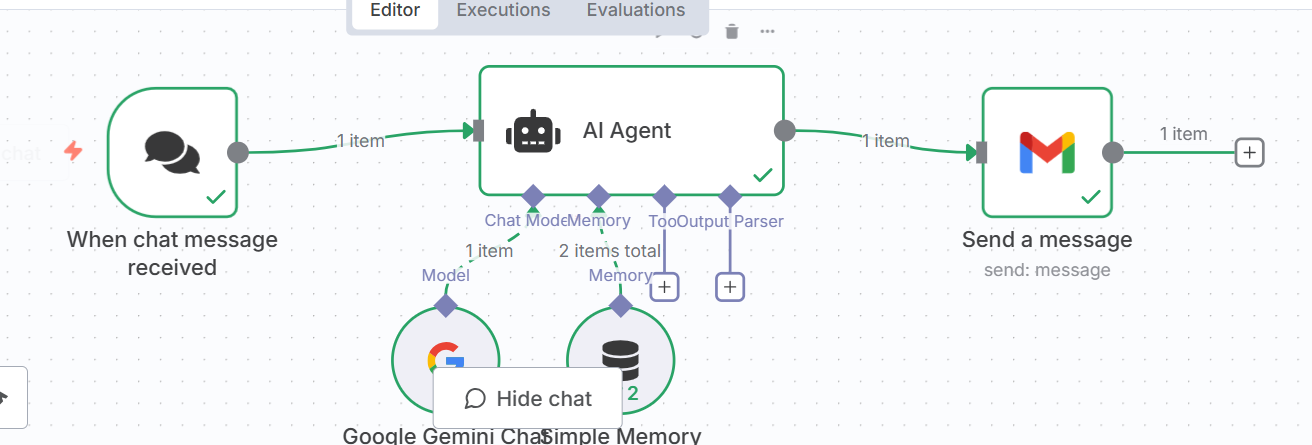 Editor
Executions
Evaluations
chat
1 item
AI Agent
1 item
1 item
When chat message
received
Chat Mode
Memory
Too
Output Parser
Send a message
send: message
1 item
2 items total
Model
Memory
2
Hide chat
Google Gemini Cha
Simple Memory